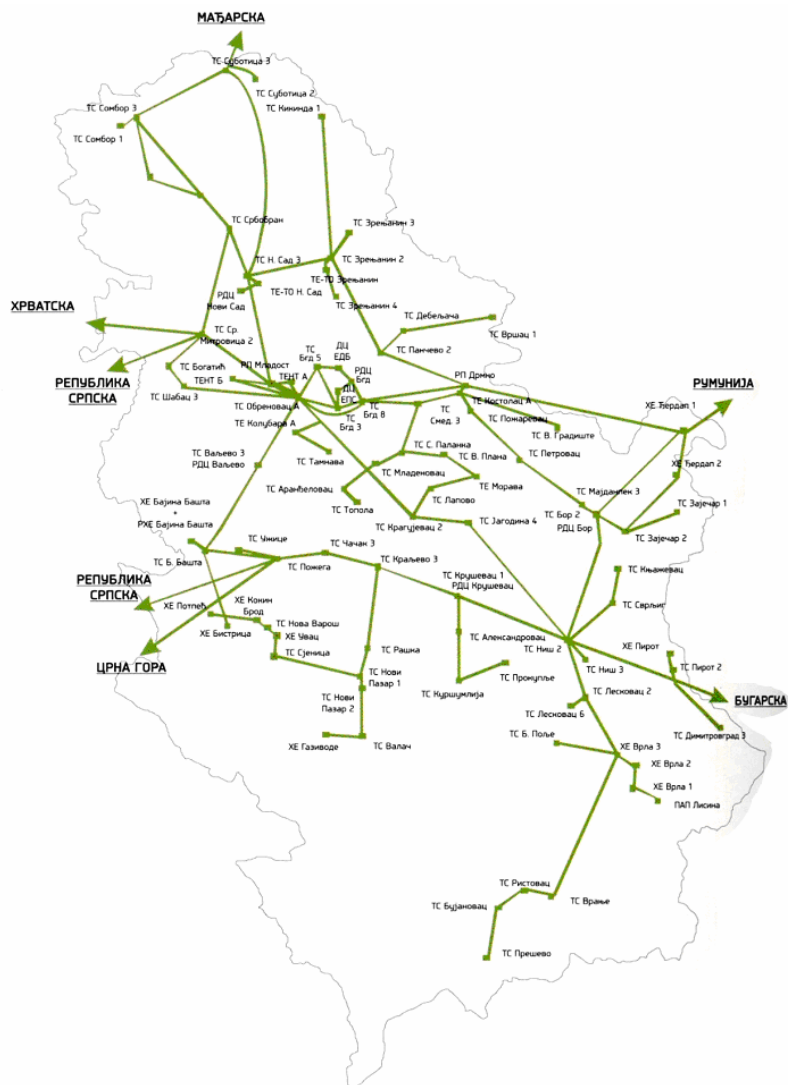 МАЂАРСКА
ТС Суботица 3
ТС Суботица 2
ТС Сомбор 3
ТС Кикинда 1
ТС Сомбор 1
ТС Србобран
ТС Зрењанин 3
ТС Н. Сад 3
ТС Зрењанин 2
ТЕ-ТО Зрењанин
РДЦ
Нови Сад
ТЕ-ТО Н. Сад
ТС Зрењанин 4
ХРВАТСКА
ТС Дебељача
ТС Ср.
Митровица 2
ТС Вршац 1
ТС Панчево 2
РЕПУБЛИКА
СРПСКА
ТС Богатић
ТЕНТ Б
РП Младост
ТЕНТ А
ТС
Бгд 5
ДЦ
ЕДБ
РДЦ
Бгд
ДЦ
ЕПС
РП Дрмно
РУМУНИЈА
ТС Шабац 3
ТС Обреновац А
ТЕ Колубара А
ТС
Бгд 3
ТС
Бгд 8
ТЕ Костолац А
ТС
Смед. 3
ТС Пожаревац
ТС В. Градиште
ХЕ Ђердап 1
ТС Петровац
ХЕ Ђердап 2
ТС Ваљево 3
РДЦ Ваљево
ТС
Тамнава
ТС С. Паланка
ТС В. Плана
ТС Младеновац
ТЕ Морава
ТС Мајданпек 3
ТС Аранђеловац
ТС
Топола
ТС Лапово
ТС Зајечар 1
ХЕ Бајина Башта
*
РХЕ Бајина Башта
ТС Крагујевац 2
ТС Јагодина 4
ТС Бор 2
РДЦ Бор
ТС Зајечар 2
ТС Ужице
ТС Чачак 3
ТС Б. Башта
ТС Пожега
ТС Краљево 3
ТС Крушевац 1
РДЦ Крушевац
ТС Књажевац
РЕПУБЛИКА
СРПСКА
ХЕ Потпећ
ХЕ Кокин
Брод
ТС Сврљиг
ТС Нова Варош
ХЕ Бистрица
ХЕ Увац
ТС Александровац
ТС
Ниш 2
ХЕ Пирот
ЦРНА ГОРА
ТС Сјеница
ТС Рашка
ТС Ниш 3
ТС Пирот 2
ТС Нови
Пазар 1
ТС
Куршумлија
ТС
Прокупље
ТС Нови
Пазар 2
ТС Лесковац 2
БУГАРСКА
ТС Лесковац 6
ТС Димитровград 3
ХЕ Газиводе
ТС Валач
ТС Б. Поље
ХЕ Врла 3
ХЕ Врла 2
ХЕ Врла 1
ПАП Лисина
ТС Ристовац
ТС Бујановац
ТС Врање
ТС Прешево